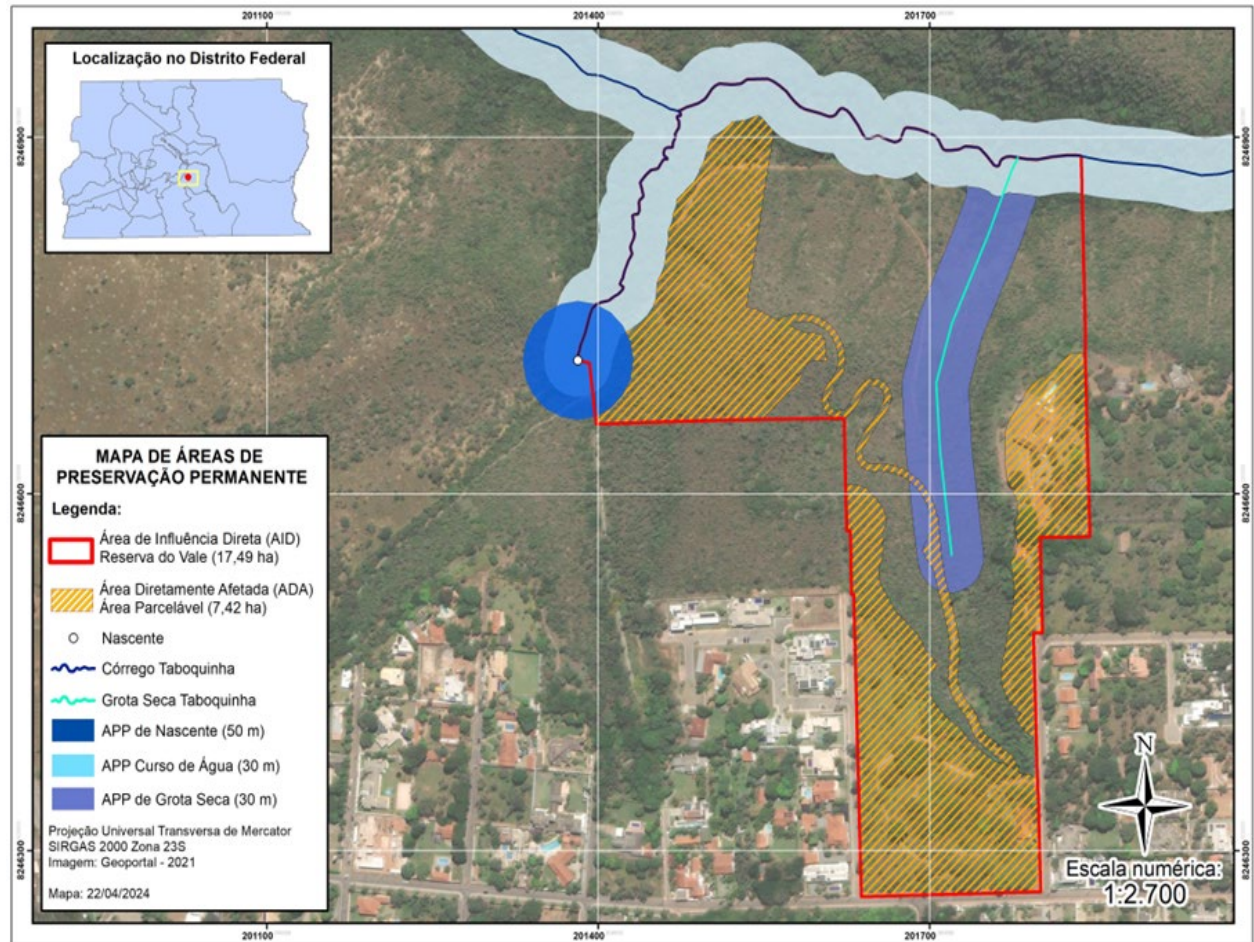 201100 201400 201700
Localização no Distrito Federal
8246900 8246900
MAPA DE ÁREAS DE
PRESERVAÇÃO PERMANENTE
Legenda:
Área de Influência Direta (AID)
Reserva do Vale (17,49 ha)
Área Diretamente Afetada (ADA)
Área Parcelável (7,42 ha)
Nascente
Córrego Taboquinha
Grota Seca Taboquinha
APP de Nascente (50 m)
APP Curso de Água (30 m)
APP de Grota Seca (30 m)
Projeção Universal Transversa de Mercator
SIRGAS 2000 Zona 23S
Imagem: Geoportal - 2021
Mapa: 22/04/2024
8246600 8246600
N
8246300 8246300
Escala numérica:
1:2.700
201100 201400 201700